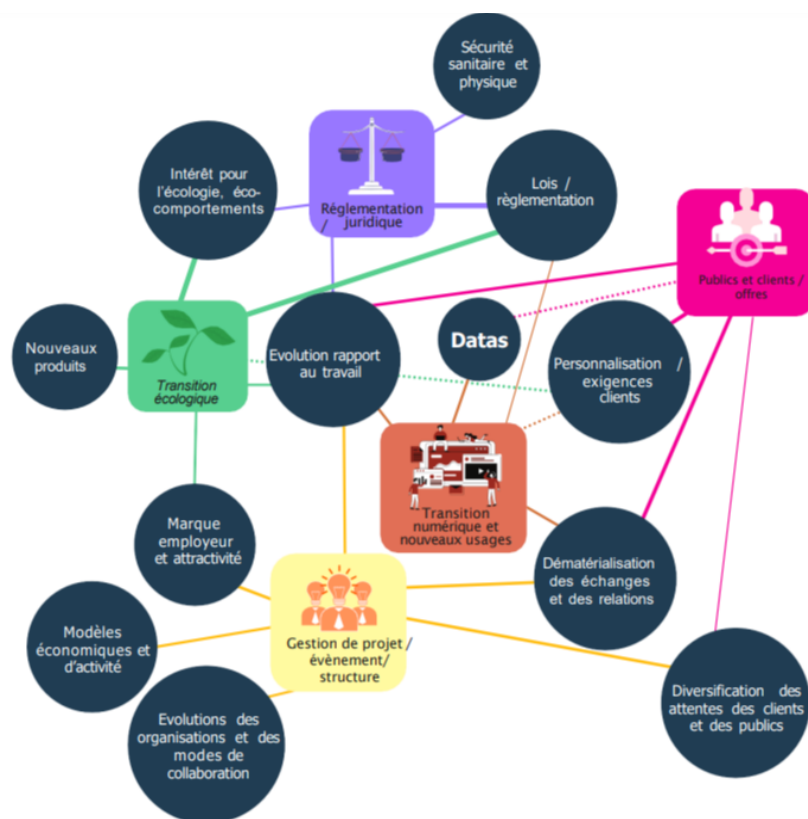 Sécurité
sanitaire et
physique
Intérêt pour
l'écologie, éco-
comportements
Lois /
règlementation
Réglementation
/ juridique
Publics et clients /
offres
Nouveaux
produits
Transition
écologique
Evolution rapport
au travail
Datas
Personnalisation /
exigences
clients
Transition
numérique et
nouveaux usages
Marque
employeur
et attractivité
Dématérialisation
des échanges
et des relations
Modèles
économiques et
d'activité
Gestion de projet /
évènement/
structure
Diversification des
attentes des clients
et des publics
Evolutions des
organisations et des
modes de
collaboration